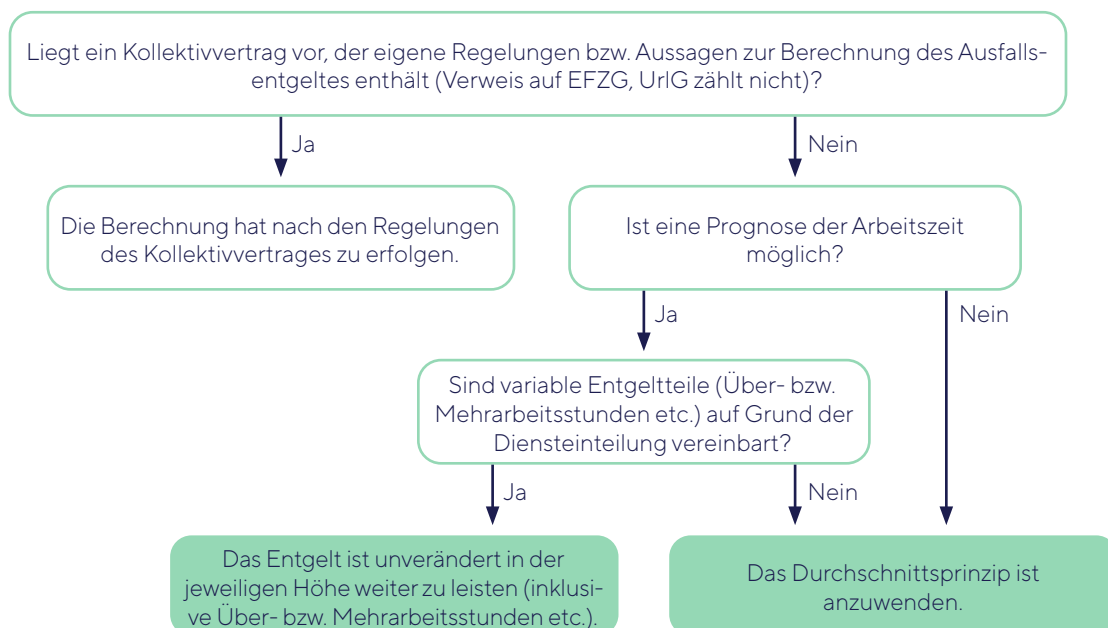 Liegt ein Kollektivvertrag vor, der eigene Regelungen bzw. Aussagen zur Berechnung des Ausfalls-
entgeltes enthält (Verweis auf EFZG, UrlG zählt nicht)?
Ja
Nein
Die Berechnung hat nach den Regelungen
des Kollektivvertrages zu erfolgen.
Ist eine Prognose der Arbeitszeit
möglich?
Ja
Nein
Sind variable Entgeltteile (Über- bzw.
Mehrarbeitsstunden etc.) auf Grund der
Diensteinteilung vereinbart?
Ja
Nein
Das Entgelt ist unverändert in der
jeweiligen Höhe weiter zu leisten (inklusi-
ve Über- bzw. Mehrarbeitsstunden etc.).
Das Durchschnittsprinzip ist
anzuwenden.